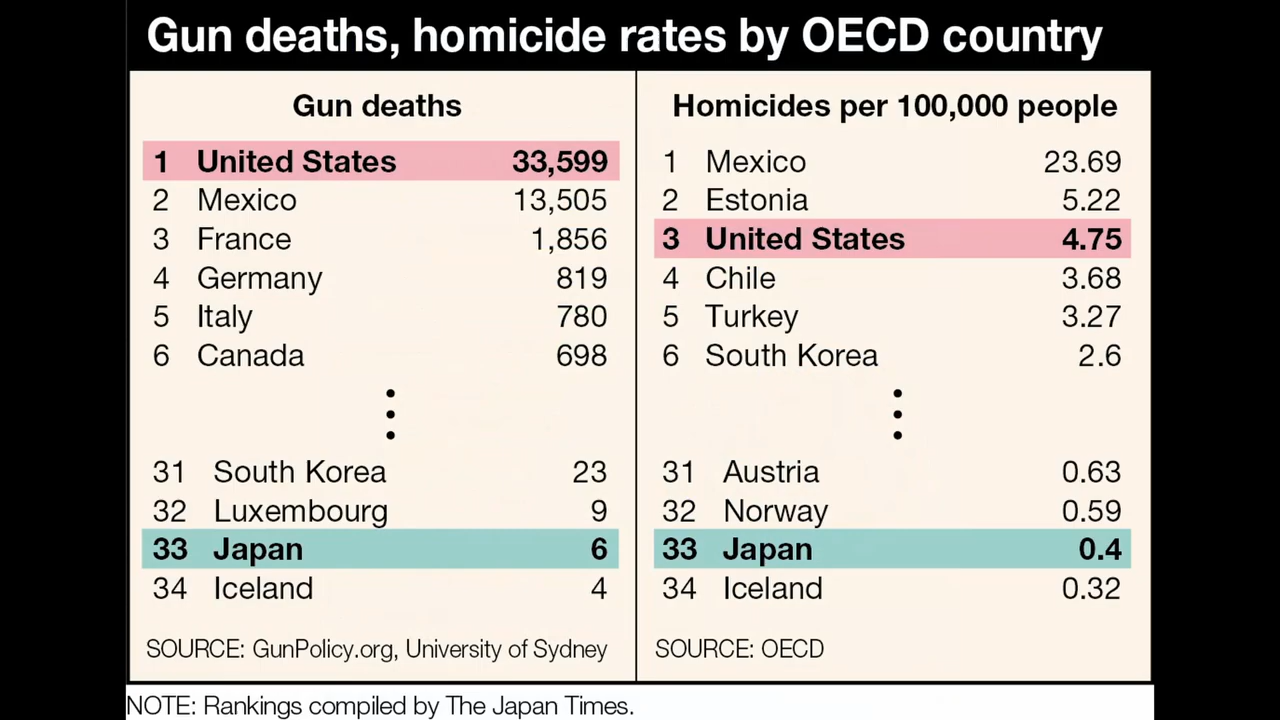 Gun deaths, homicide rates by OECD country
Gun deaths
1 United States 33,599
2 Mexico 13,505
3 France 1,856
4 Germany 819
5 Italy 780
6 Canada 698
31 South Korea 23
32 Luxembourg 9
33 Japan 6
34 Iceland 4
SOURCE: GunPolicy.org, University of Sydney
Homicides per 100,000 people
1 Mexico 23.69
2 Estonia 5.22
3 United States 4.75
4 Chile 3.68
5 Turkey 3.27
6 South Korea 2.6
31 Austria 0.63
32 Norway 0.59
33 Japan 0.4
34 Iceland 0.32
SOURCE: OECD
NOTE: Rankings compiled by The Japan Times.